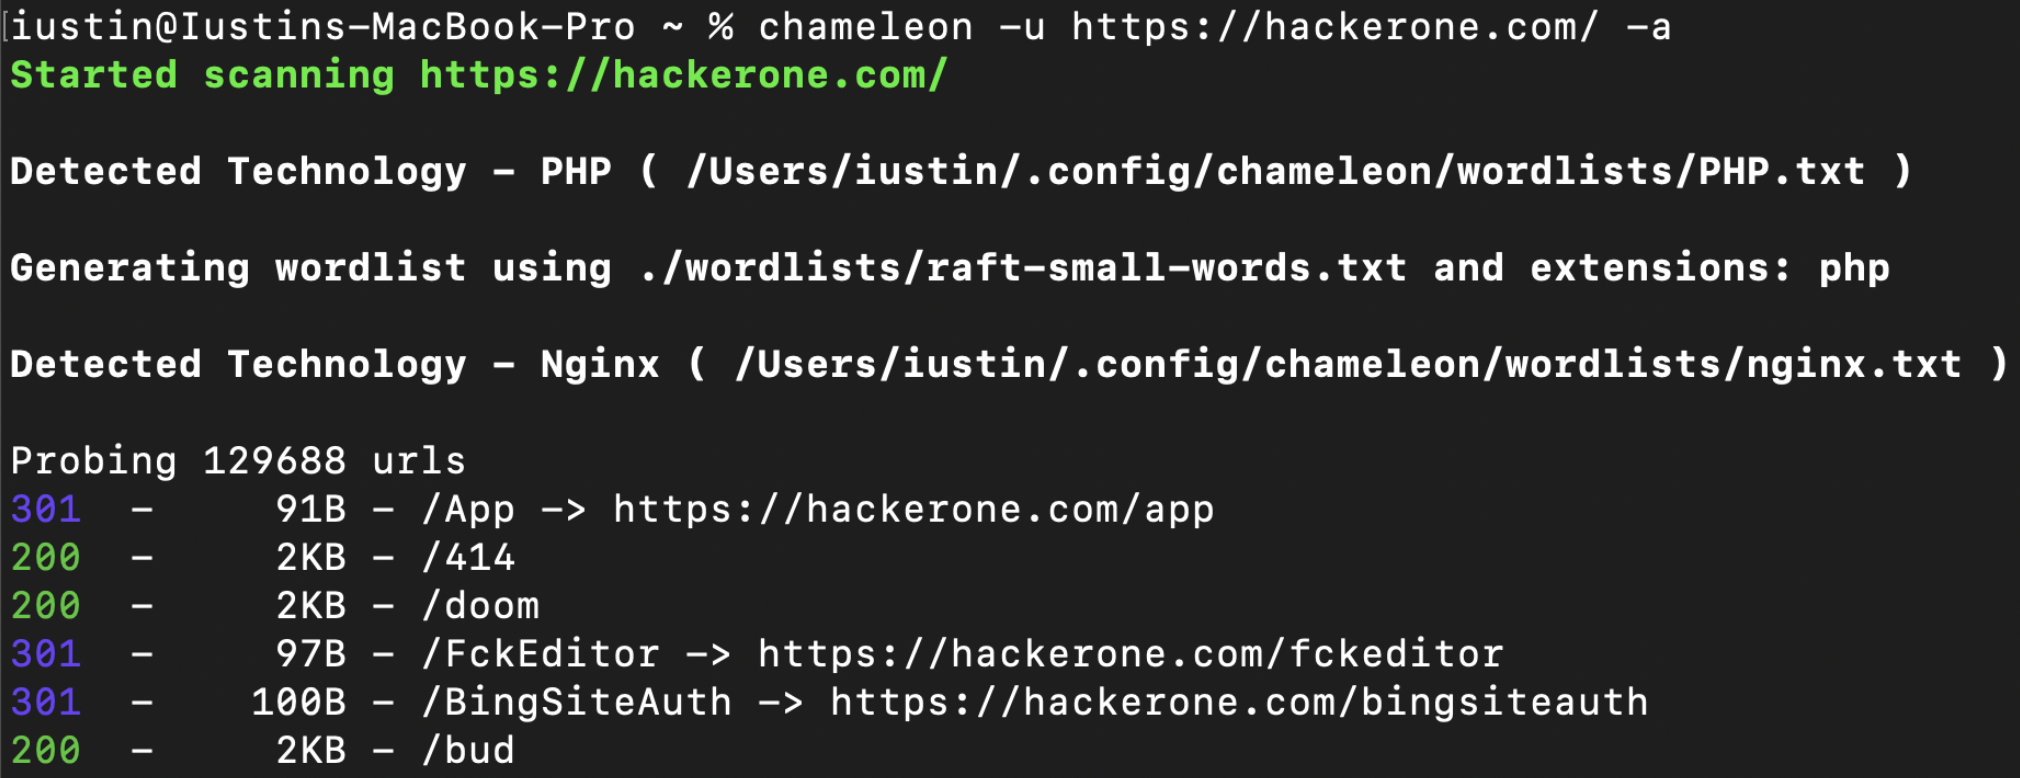 [iustin@Iustins-MacBook-Pro ~ % chameleon -u https://hackerone.com/ -a
Started scanning https://hackerone.com/
Detected Technology - PHP ( /Users/iustin/.config/chameleon/wordlists/PHP.txt )
Generating wordlist using ./wordlists/raft-small-words.txt and extensions: php
Detected Technology - Nginx ( /Users/iustin/.config/chameleon/wordlists/nginx.txt )
Probing 129688 urls
301  -     91B - /App -> https://hackerone.com/app
200  -     2KB - /414
200  -     2KB - /doom
301  -     97B - /FckEditor -> https://hackerone.com/fckeditor
301  -    100B - /BingSiteAuth -> https://hackerone.com/bingsiteauth
200  -     2KB - /bud